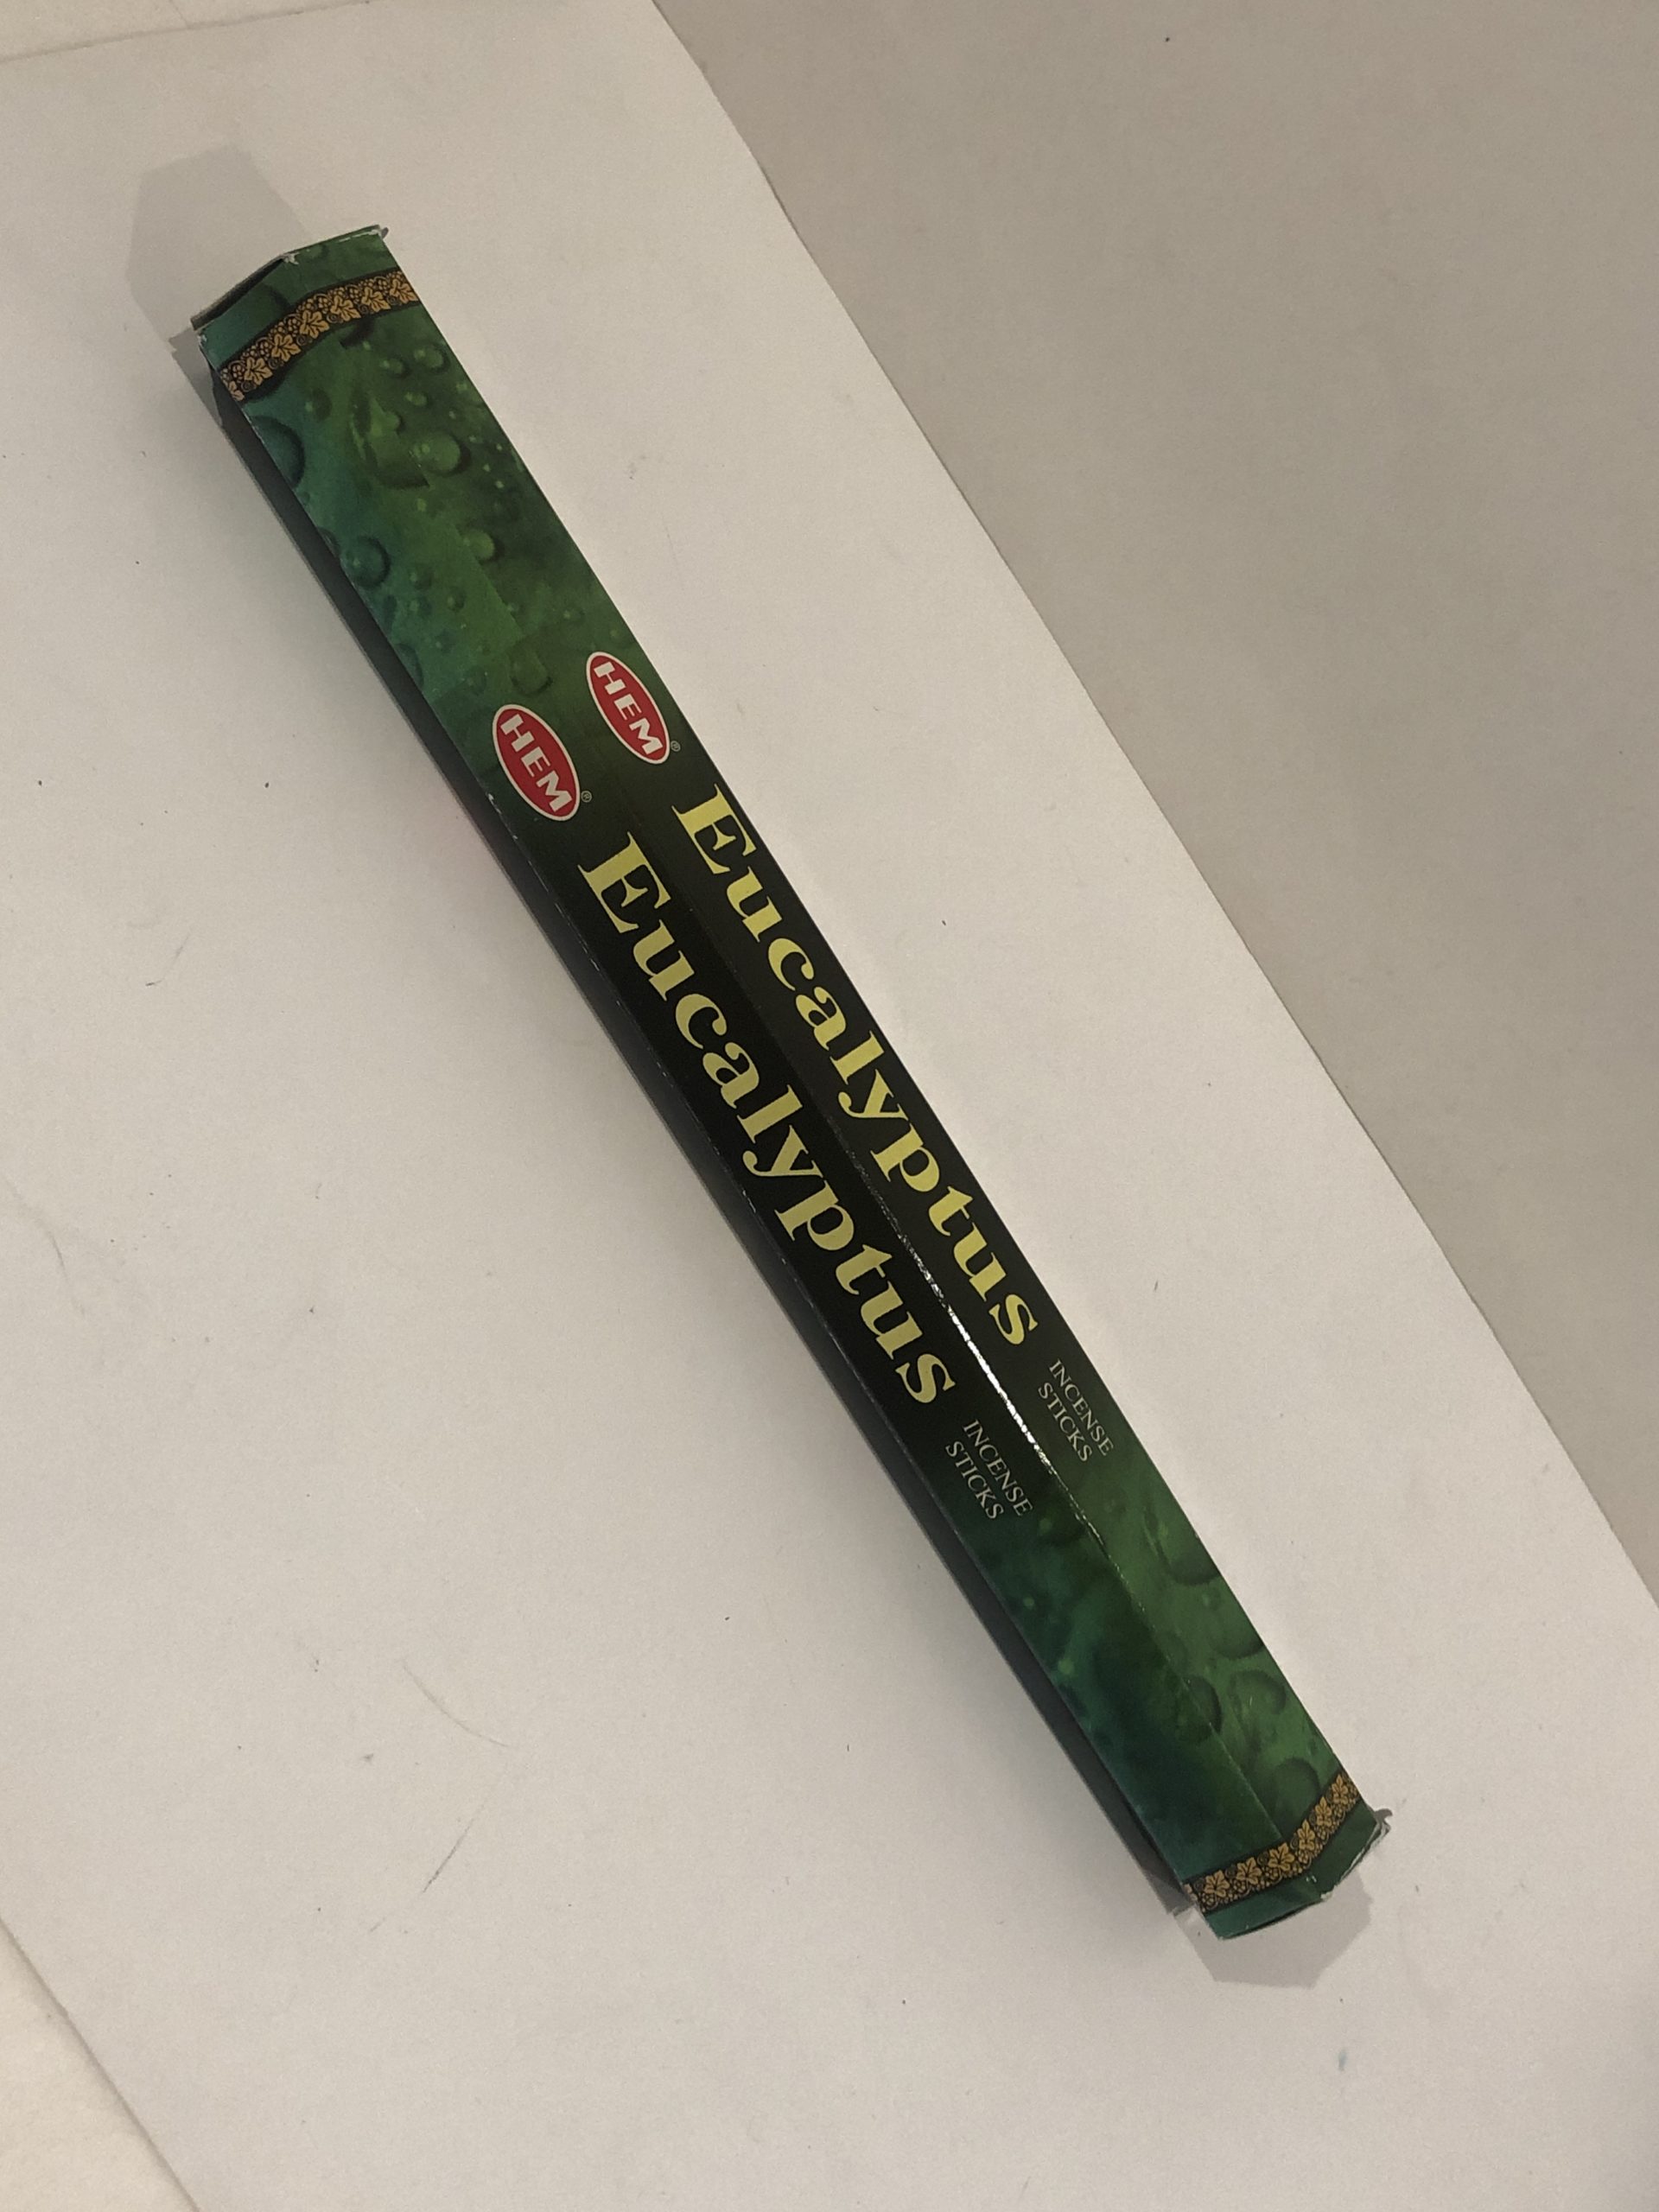 HEM®
Eucalyptus
INCENSE
STICKS
HEM®
Eucalyptus
INCENSE
STICKS